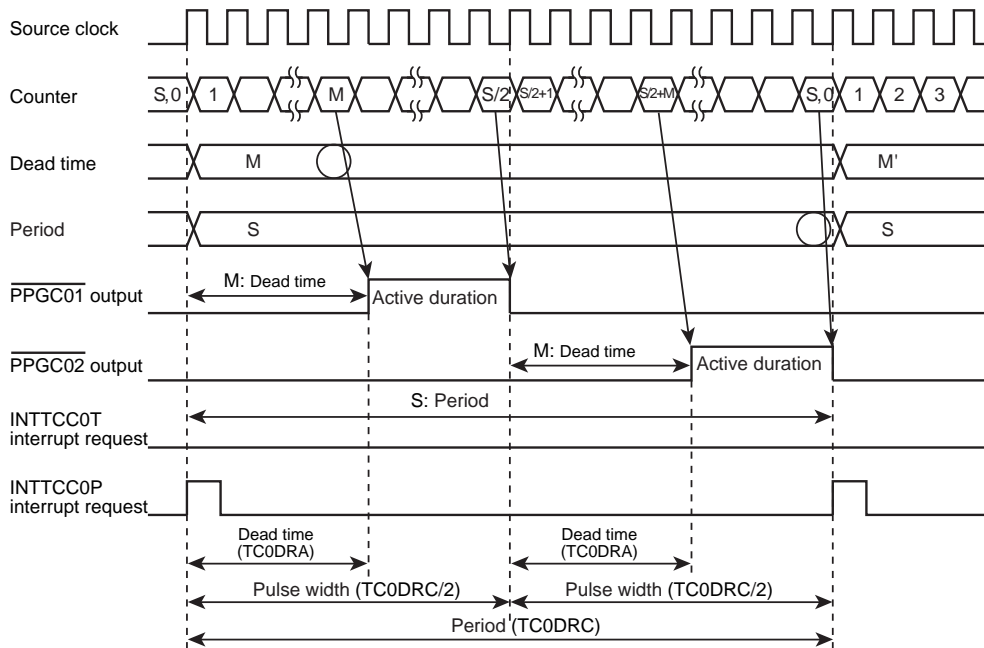 Source clock
Counter
S,0 1 M S/2 S/2+1 S/2+M S,0 1 2 3
Dead time
M M'
Period
S S
PPGC01 output
M: Dead time
Active duration
PPGC02 output
M: Dead time
Active duration
S: Period
INTTCC0T
interrupt request
INTTCC0P
interrupt request
Dead time
(TC0DRA)
Dead time
(TC0DRA)
Pulse width (TC0DRC/2)
Pulse width (TC0DRC/2)
Period (TC0DRC)